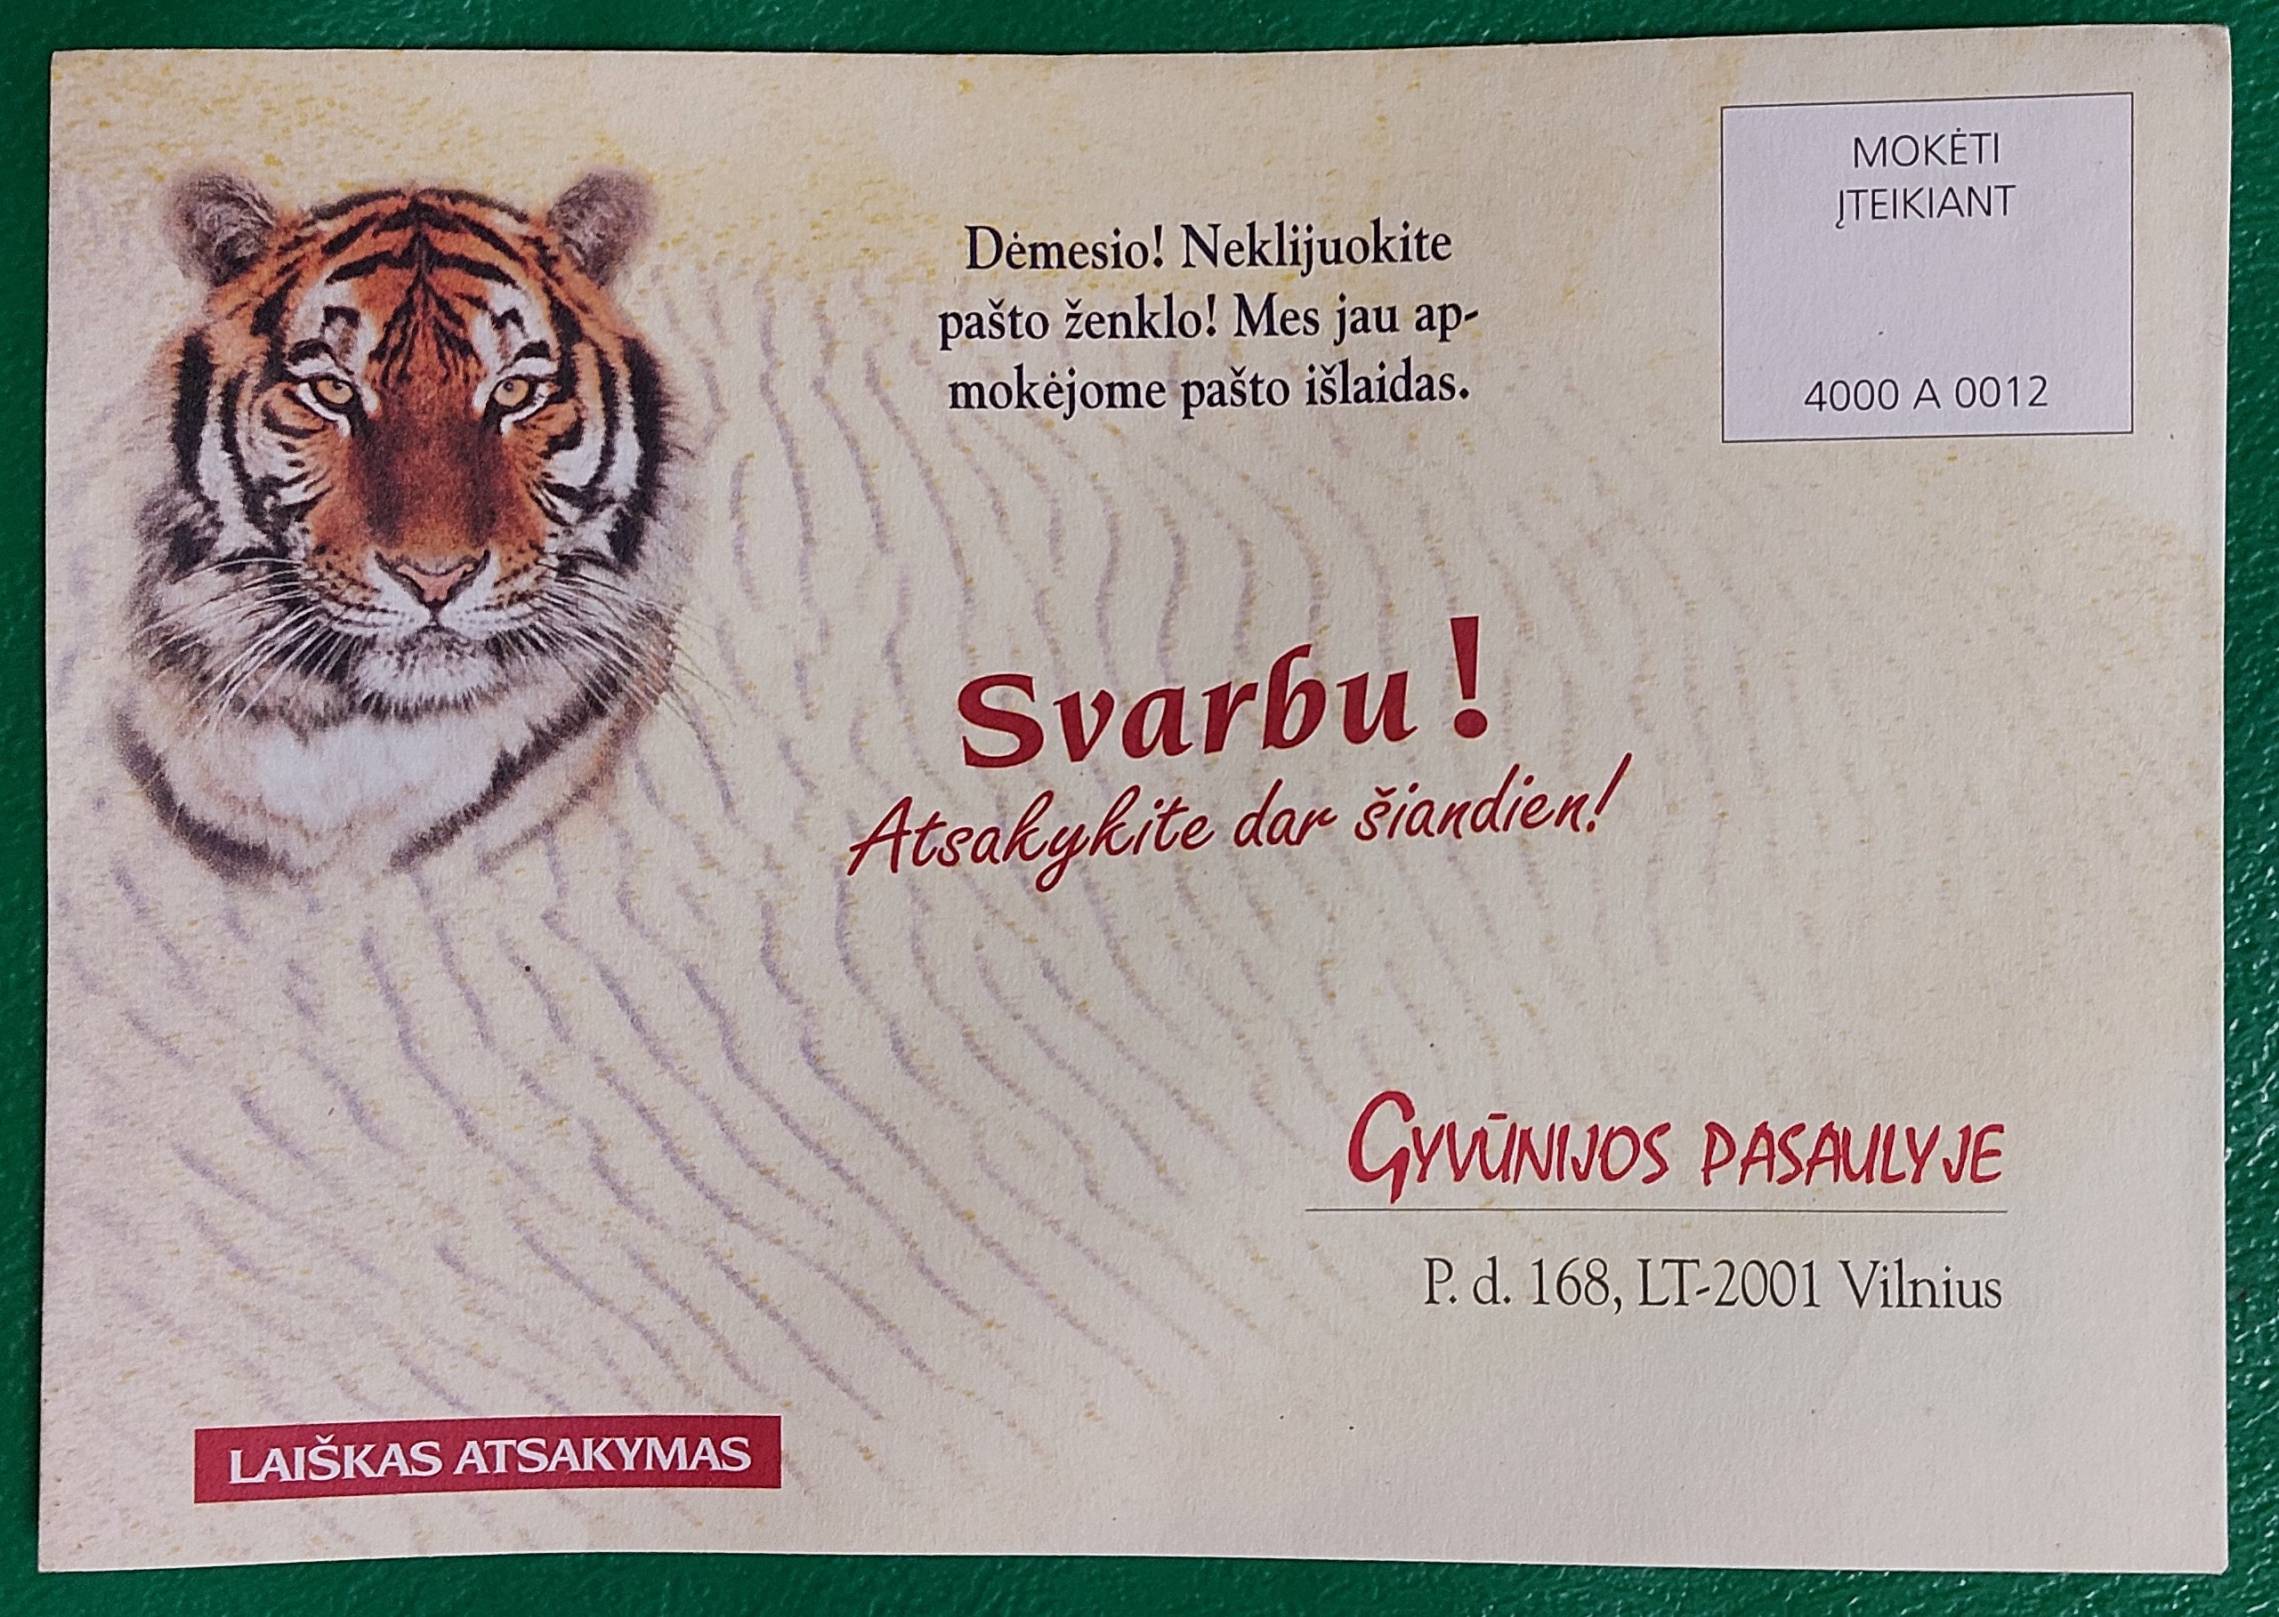 MOKĖTI
ĮTEIKIANT
4000 A 0012
Dėmesio! Neklijuokite
pašto ženklo! Mes jau ap-
mokėjome pašto išlaidas.
Svarbu!
Atsakykite dar šiandien!
GYVŪNIJOS PASAULYJE
P. d. 168, LT-2001 Vilnius
LAIŠKAS ATSAKYMAS